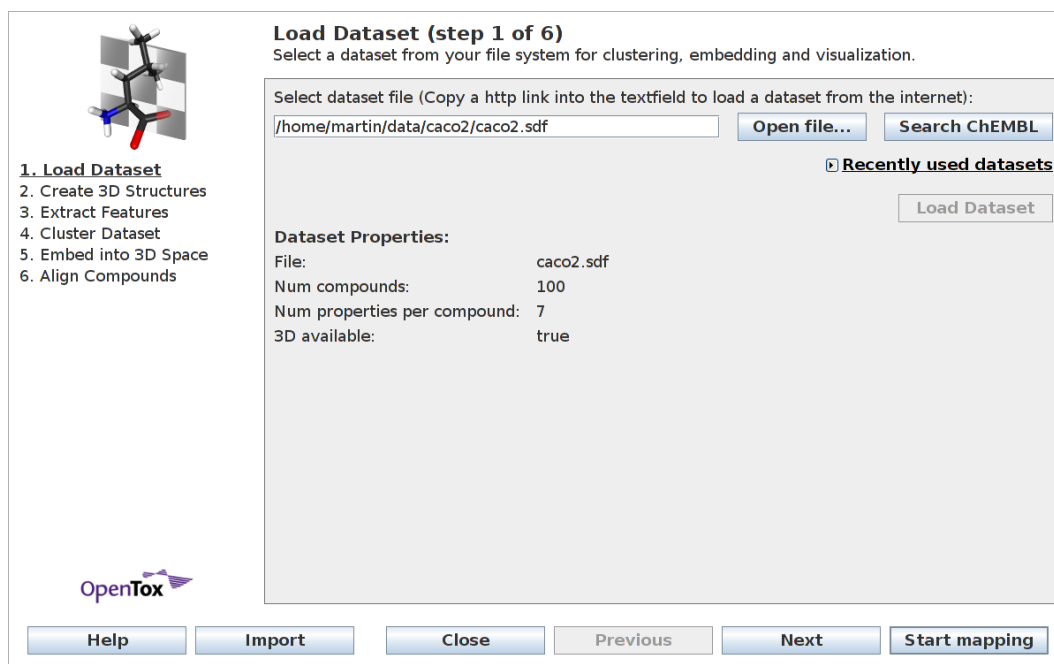 Load Dataset (step 1 of 6)
Select a dataset from your file system for clustering, embedding and visualization.
Select dataset file (Copy a http link into the textfield to load a dataset from the internet):
/home/martin/data/caco2/caco2.sdf
Open file...
Search ChEMBL
Recently used datasets
Load Dataset
1. Load Dataset
2. Create 3D Structures
3. Extract Features
4. Cluster Dataset
5. Embed into 3D Space
6. Align Compounds
Dataset Properties:
File: caco2.sdf
Num compounds: 100
Num properties per compound: 7
3D available: true
OpenTox
Help Import Close Previous Next Start mapping